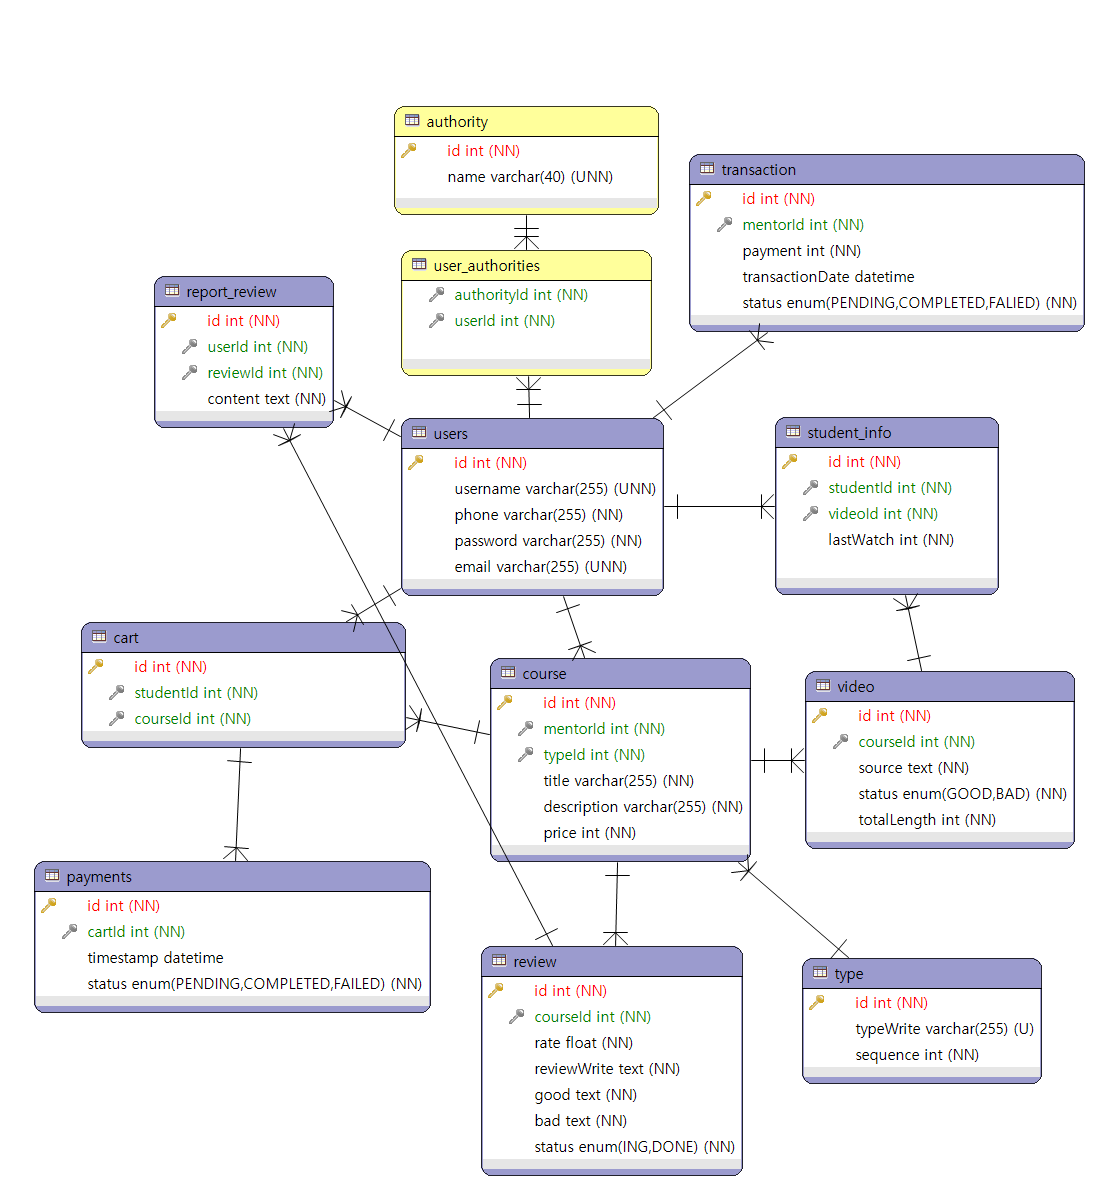 authority
id int (NN)
name varchar(40) (UNN)
transaction
id int (NN)
mentorId int (NN)
payment int (NN)
transactionDate datetime
status enum(PENDING,COMPLETED,FALIED) (NN)
user_authorities
authorityId int (NN)
userId int (NN)
report_review
id int (NN)
userId int (NN)
reviewId int (NN)
content text (NN)
users
id int (NN)
username varchar(255) (UNN)
phone varchar(255) (NN)
password varchar(255) (NN)
email varchar(255) (UNN)
student_info
id int (NN)
studentId int (NN)
videoId int (NN)
lastWatch int (NN)
cart
id int (NN)
studentId int (NN)
courseId int (NN)
course
id int (NN)
mentorId int (NN)
typeId int (NN)
title varchar(255) (NN)
description varchar(255) (NN)
price int (NN)
video
id int (NN)
courseId int (NN)
source text (NN)
status enum(GOOD,BAD) (NN)
totalLength int (NN)
payments
id int (NN)
cartId int (NN)
timestamp datetime
status enum(PENDING,COMPLETED,FAILED) (NN)
review
id int (NN)
courseId int (NN)
rate float (NN)
reviewWrite text (NN)
good text (NN)
bad text (NN)
status enum(ING,DONE) (NN)
type
id int (NN)
typeWrite varchar(255) (U)
sequence int (NN)